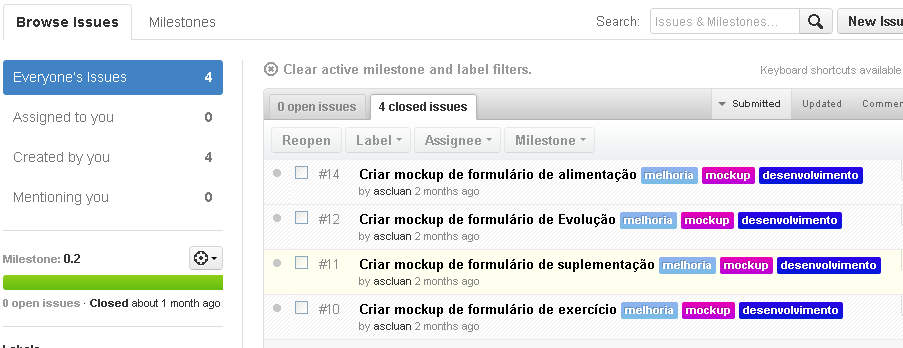 Browse Issues
Milestones
Search:
Issues & Milestones...
New Issu
Everyone's Issues 4
Assigned to you 0
Created by you 4
Mentioning you 0
Milestone: 0.2
0 open issues · Closed about 1 month ago
Labels
Clear active milestone and label filters.
Keyboard shortcuts available
0 open issues
4 closed issues
Submitted
Updated
Commen
Reopen
Label
Assignee
Milestone
#14 Criar mockup de formulário de alimentação melhoria mockup desenvolvimento
by ascluan 2 months ago
#12 Criar mockup de formulário de Evolução melhoria mockup desenvolvimento
by ascluan 2 months ago
#11 Criar mockup de formulário de suplementação melhoria mockup desenvolvimento
by ascluan 2 months ago
#10 Criar mockup de formulário de exercício melhoria mockup desenvolvimento
by ascluan 2 months ago